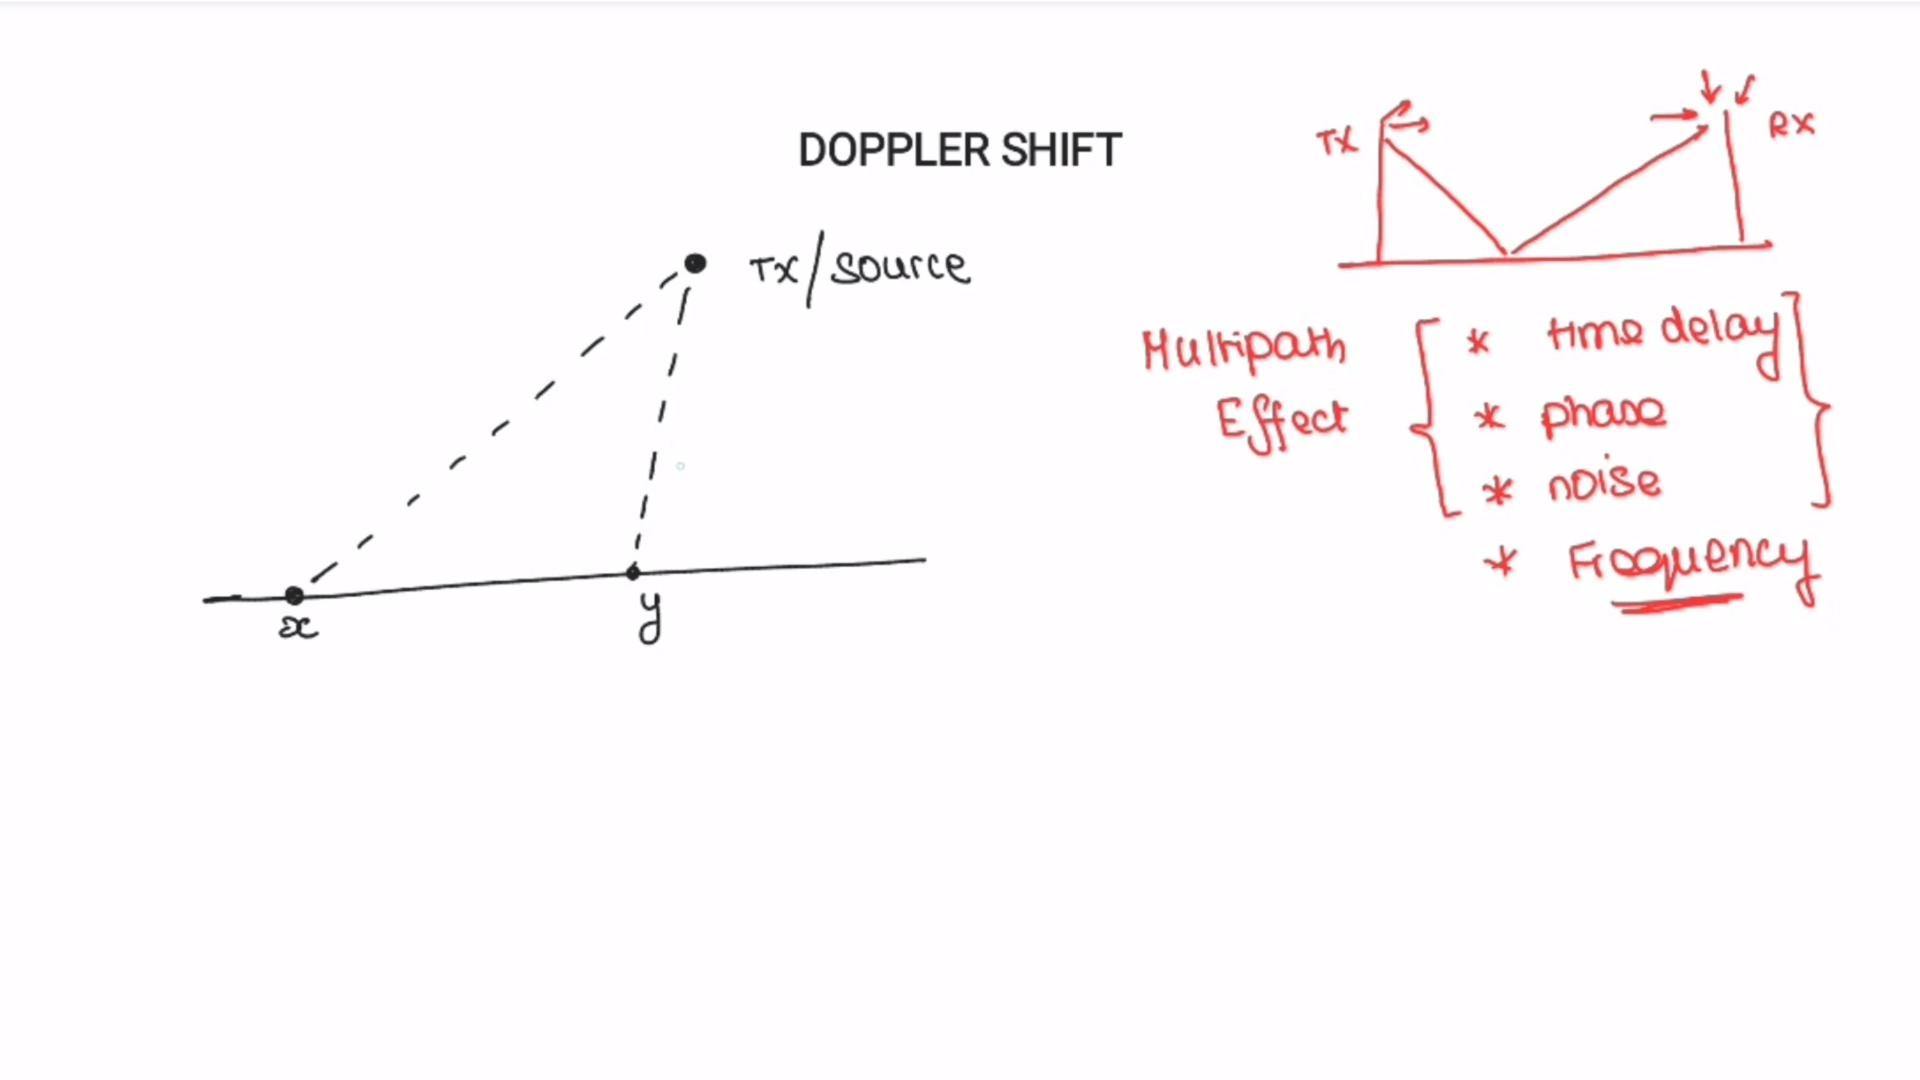 DOPPLER SHIFT
Tx/source
x
y
TX
RX
Multipath
Effect
* time delay
* phase
* noise
* Frequency